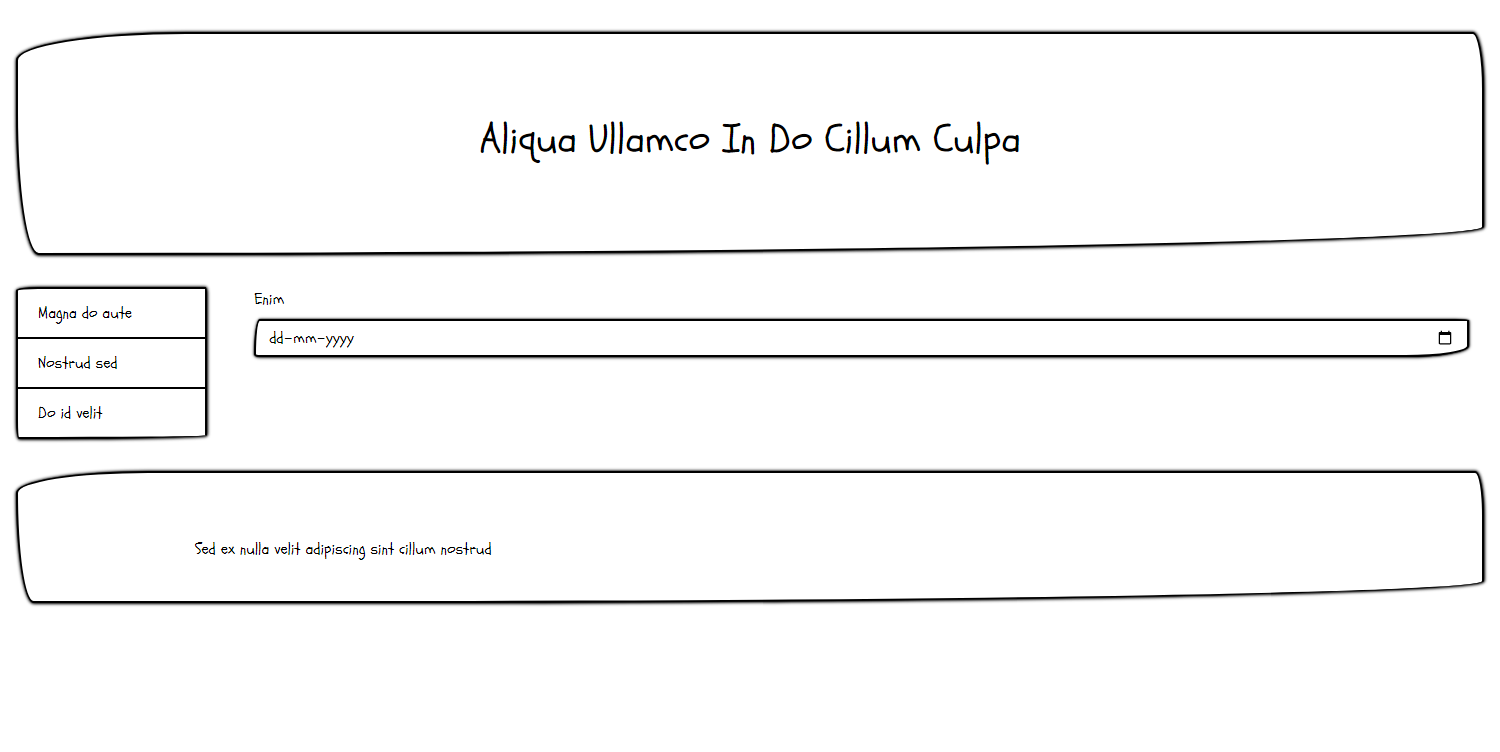 Aliqua Ullamco In Do Cillum Culpa
Magna do aute
Nostrud sed
Do id velit
Enim
dd-mm-yyyy
Sed ex nulla velit adipiscing sint cillum nostrud